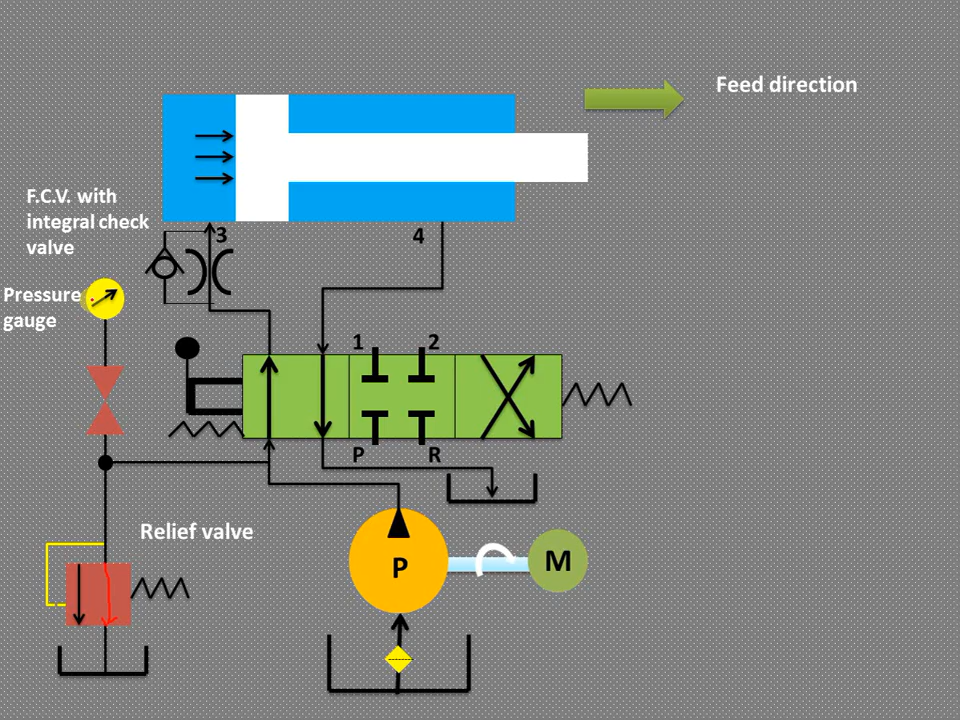 Feed direction
F.C.V. with
integral check
valve
3
4
Pressure
gauge
1
2
P
R
Relief valve
P
M